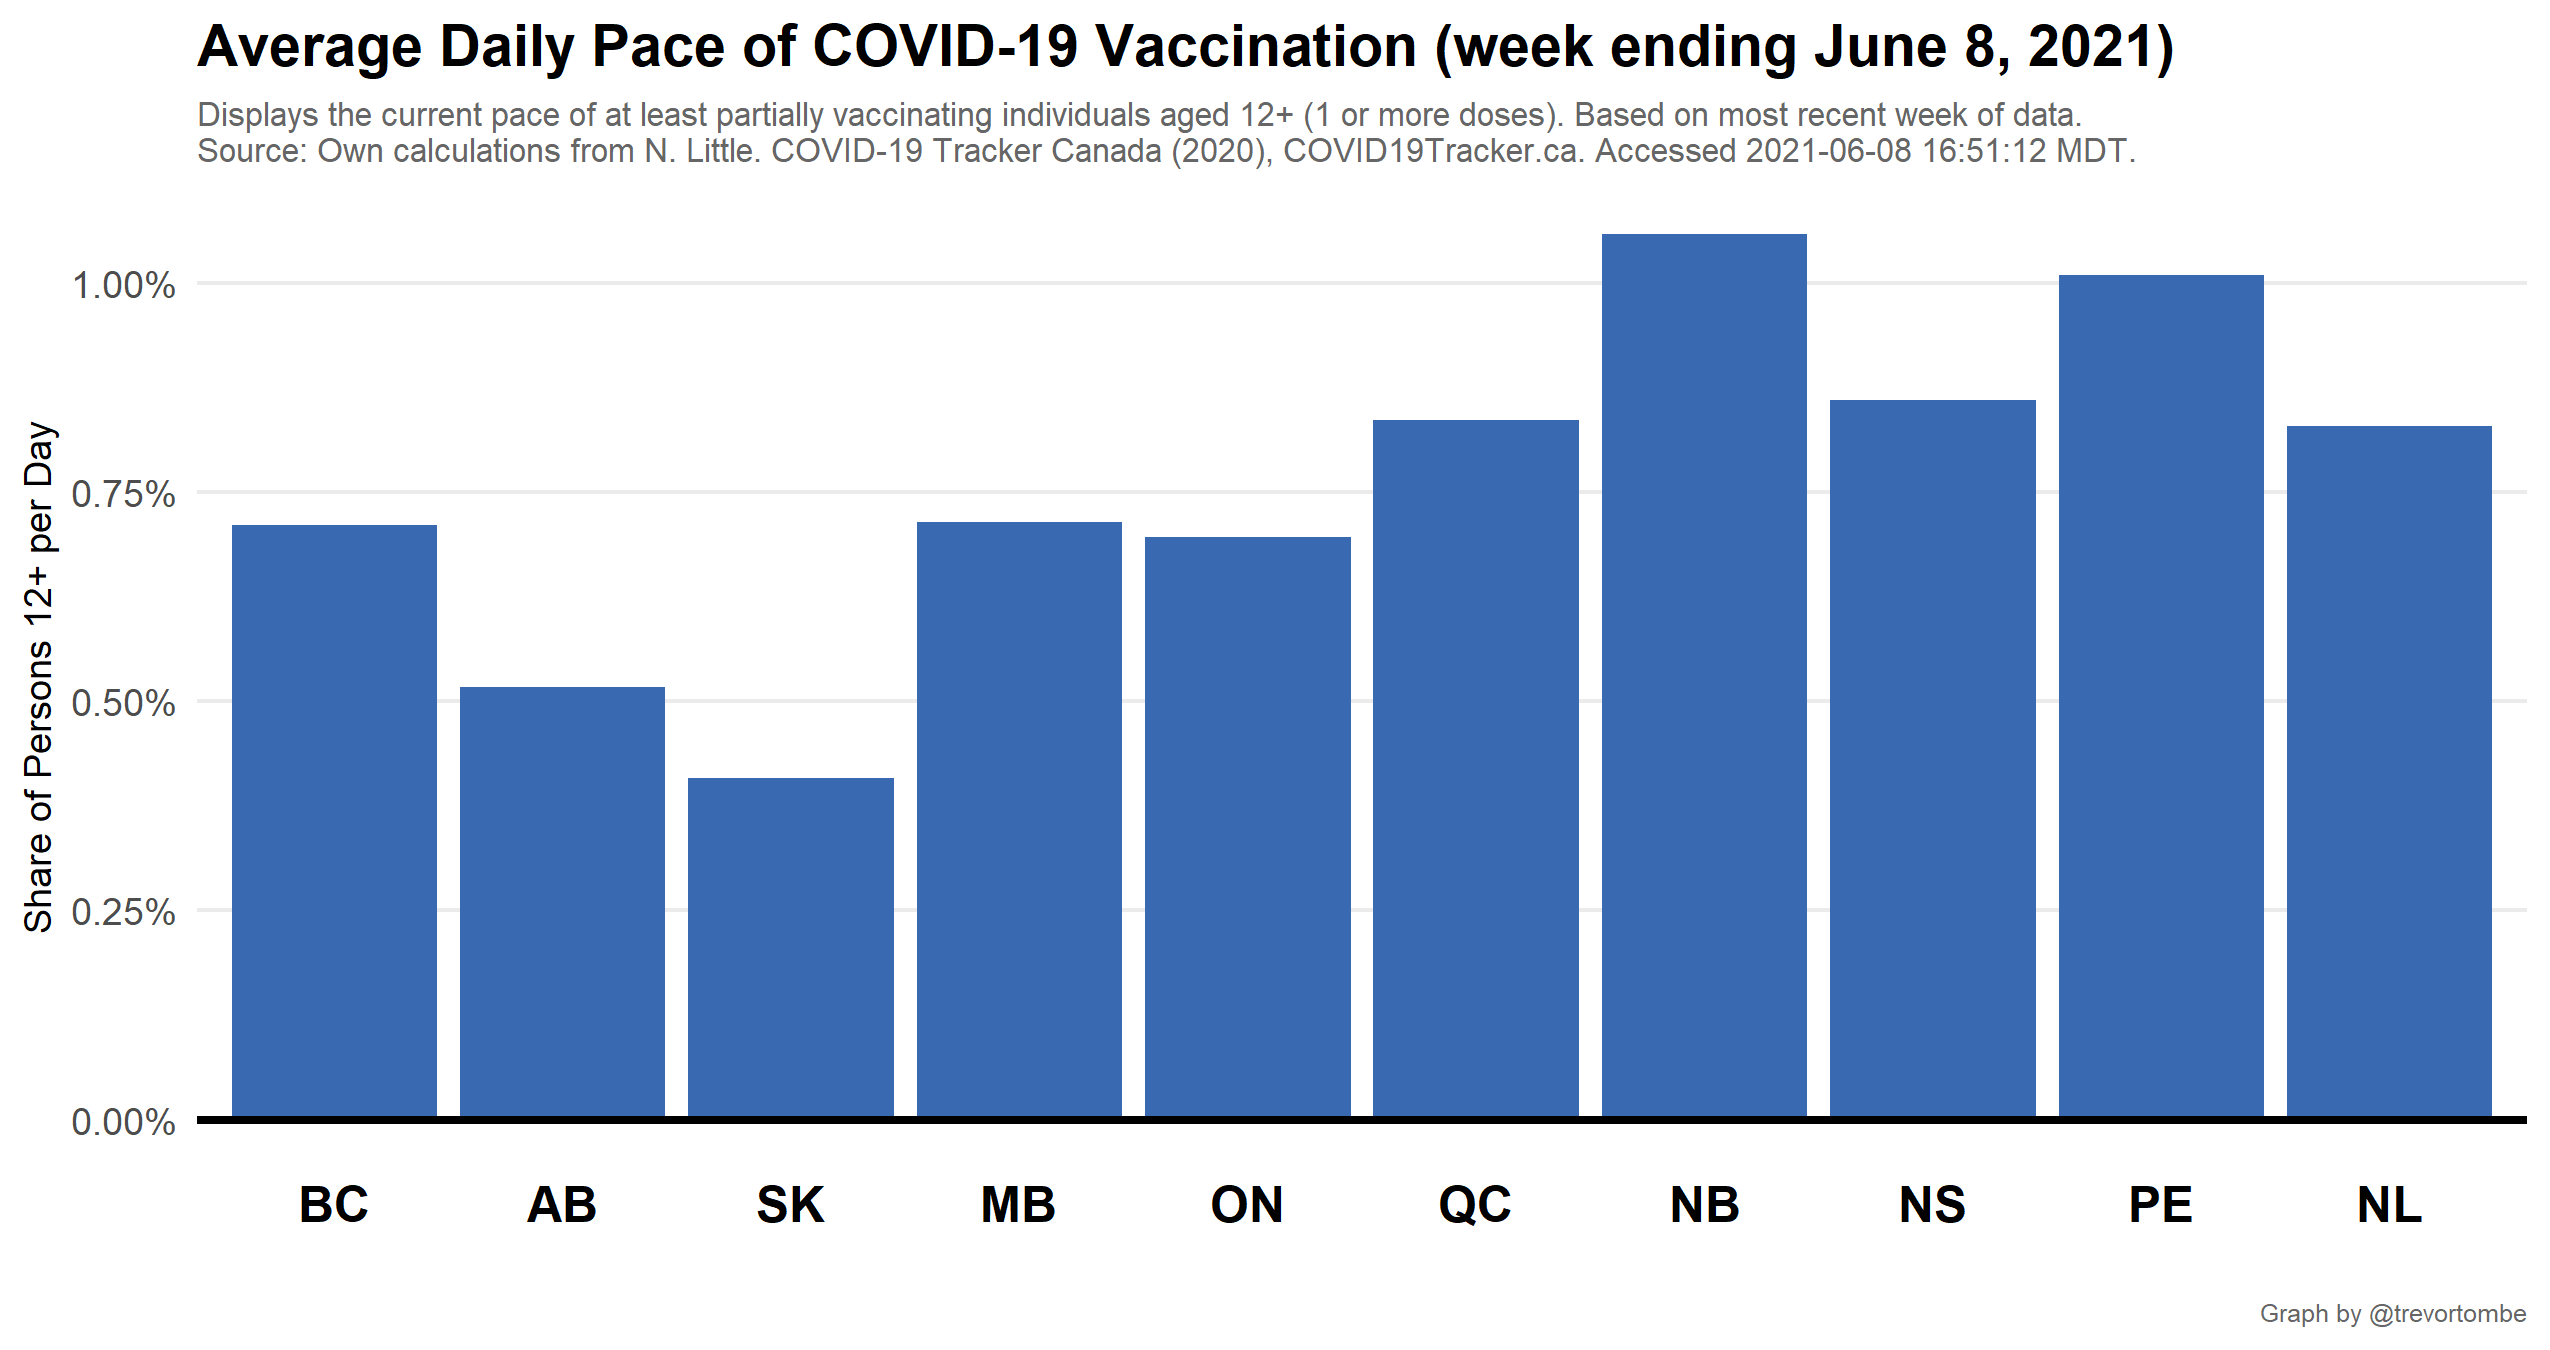 Average Daily Pace of COVID-19 Vaccination (week ending June 8, 2021)
Displays the current pace of at least partially vaccinating individuals aged 12+ (1 or more doses). Based on most recent week of data.
Source: Own calculations from N. Little. COVID-19 Tracker Canada (2020), COVID19Tracker.ca. Accessed 2021-06-08 16:51:12 MDT.
Share of Persons 12+ per Day
1.00%
0.75%
0.50%
0.25%
0.00%
BC AB SK MB ON QC NB NS PE NL
Graph by @trevortombe